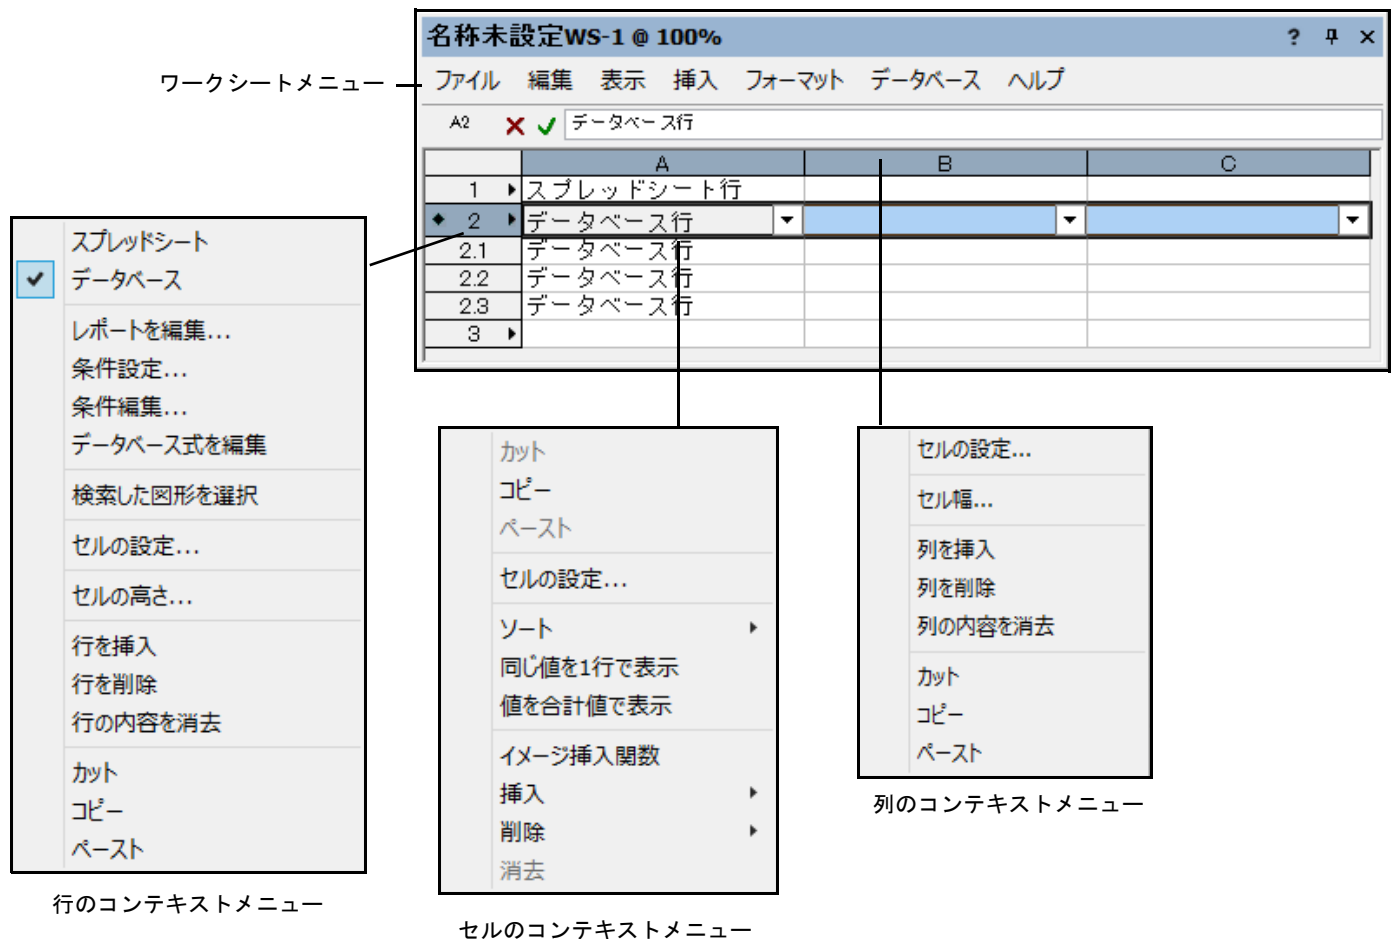 名称未設定WS-1 @ 100%
ワークシートメニュー
ファイル 編集 表示 挿入 フォーマット データベース ヘルプ
A2 データベース行
A B C
1 スプレッドシート行
2 データベース行
2.1 データベース行
2.2 データベース行
2.3 データベース行
3
スプレッドシート
データベース
レポートを編集...
条件設定...
条件編集...
データベース式を編集
検索した図形を選択
セルの設定...
セルの高さ...
行を挿入
行を削除
行の内容を消去
カット
コピー
ペースト
行のコンテキストメニュー
カット
コピー
ペースト
セルの設定...
ソート
同じ値を1行で表示
値を合計値で表示
イメージ挿入関数
挿入
削除
消去
セルのコンテキストメニュー
セルの設定...
セル幅...
列を挿入
列を削除
列の内容を消去
カット
コピー
ペースト
列のコンテキストメニュー